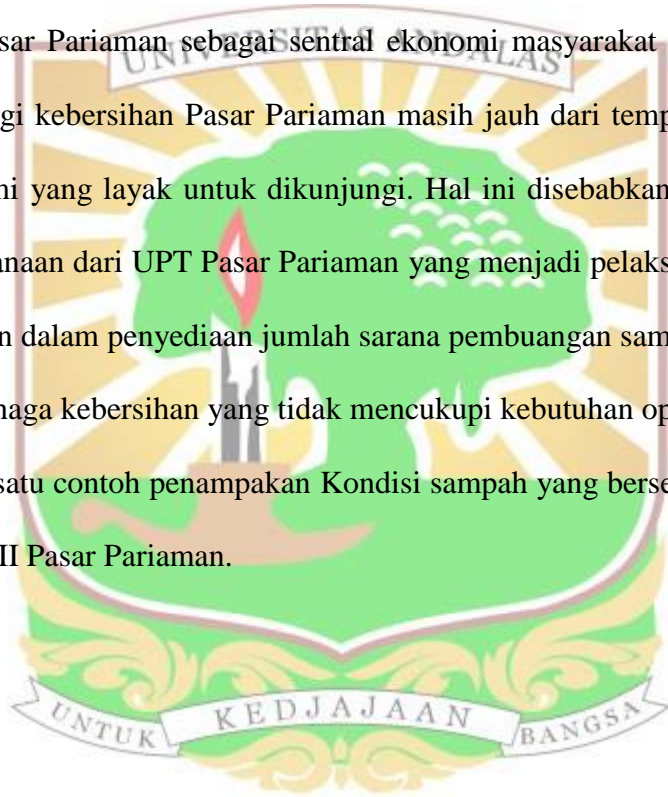 sar Pariaman sebagai sentral ekonomi masyarakat
UNIVERSITAS ANDALAS
gi kebersihan Pasar Pariaman masih jauh dari temp
ni yang layak untuk dikunjungi. Hal ini disebabkan
anaan dari UPT Pasar Pariaman yang menjadi pelaks
n dalam penyediaan jumlah sarana pembuangan sam
naga kebersihan yang tidak mencukupi kebutuhan op
satu contoh penampakan Kondisi sampah yang berse
II Pasar Pariaman.
UNTUK KEDJAJAAN BANGSA